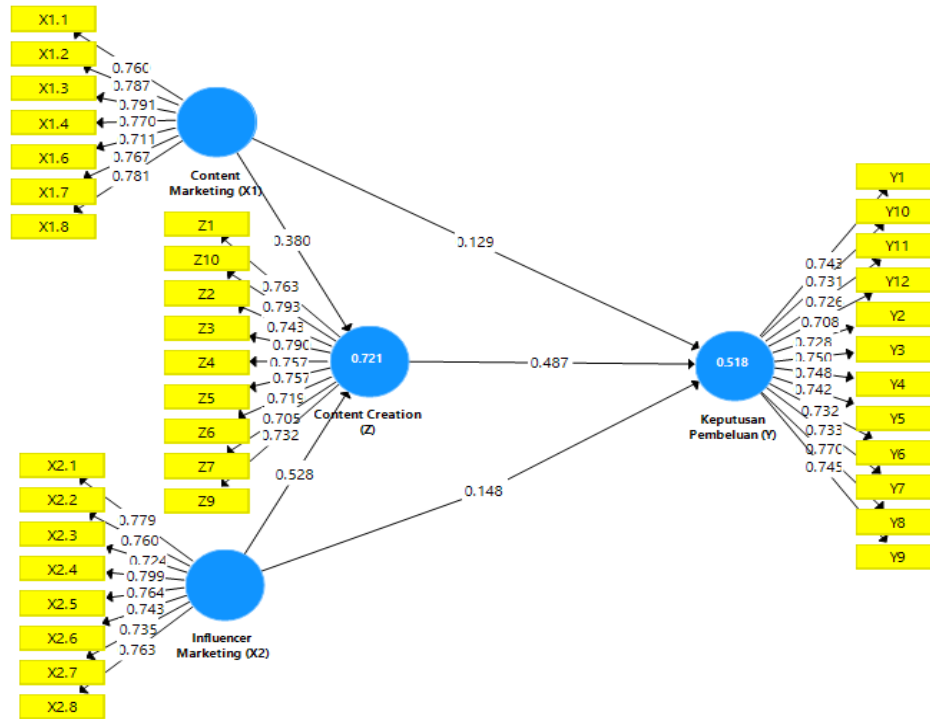 X1.1
X1.2
X1.3
X1.4
X1.6
X1.7
X1.8
0.760
0.787
0.791
0.770
0.711
0.767
0.781
Content
Marketing (X1)
0.380
0.129
Z1
Z10
Z2
Z3
Z4
Z5
Z6
Z7
Z9
0.763
0.793
0.743
0.790
0.757
0.757
0.719
0.705
0.732
0.721
Content Creation
(Z)
0.487
0.528
0.148
X2.1
X2.2
X2.3
X2.4
X2.5
X2.6
X2.7
X2.8
0.779
0.760
0.724
0.799
0.764
0.743
0.735
0.763
Influencer
Marketing (X2)
0.518
Keputusan
Pembeluan (Y)
0.743
0.731
0.726
0.708
0.728
0.750
0.748
0.742
0.732
0.733
0.770
0.745
Y1
Y10
Y11
Y12
Y2
Y3
Y4
Y5
Y6
Y7
Y8
Y9